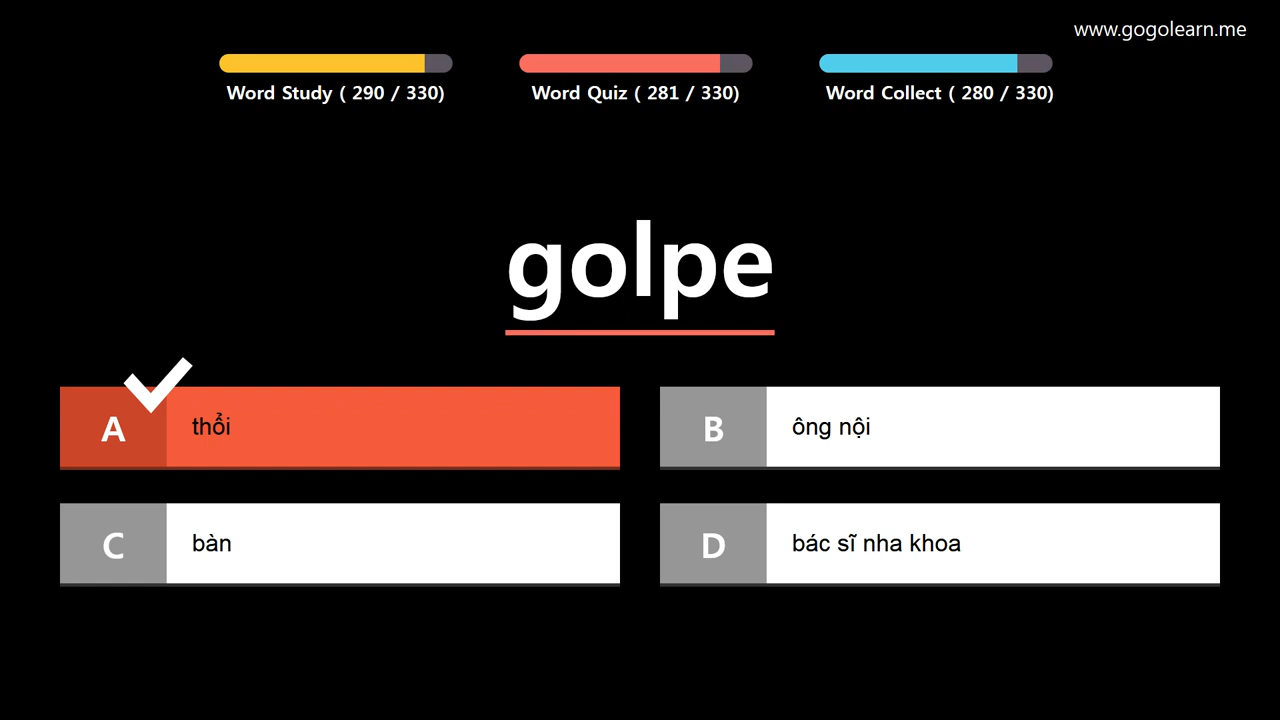 www.gogolearn.me
Word Study ( 290 / 330)
Word Quiz ( 281 / 330)
Word Collect ( 280 / 330)
golpe
A thổi
B ông nội
C bàn
D bác sĩ nha khoa